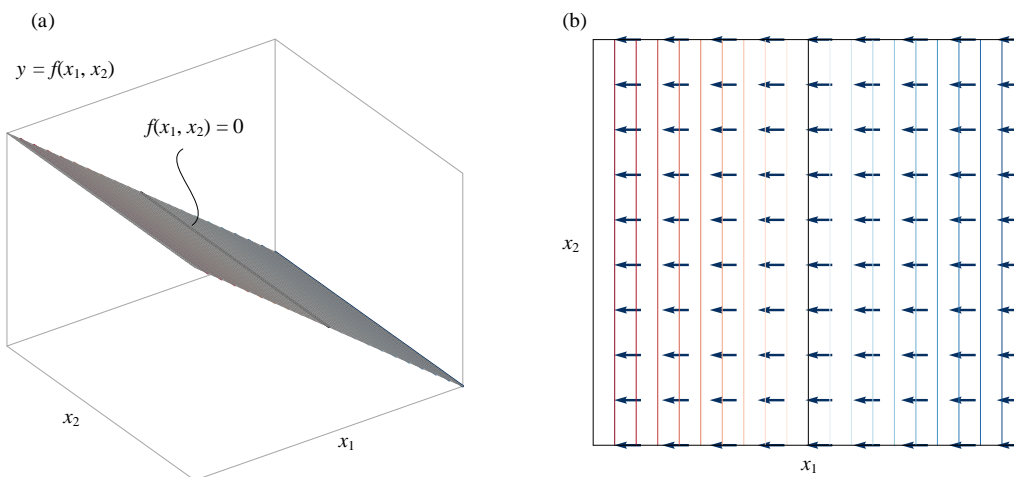 (a)
y = f(x₁, x₂)
f(x₁, x₂) = 0
x₂
x₁
(b)
x₂
x₁